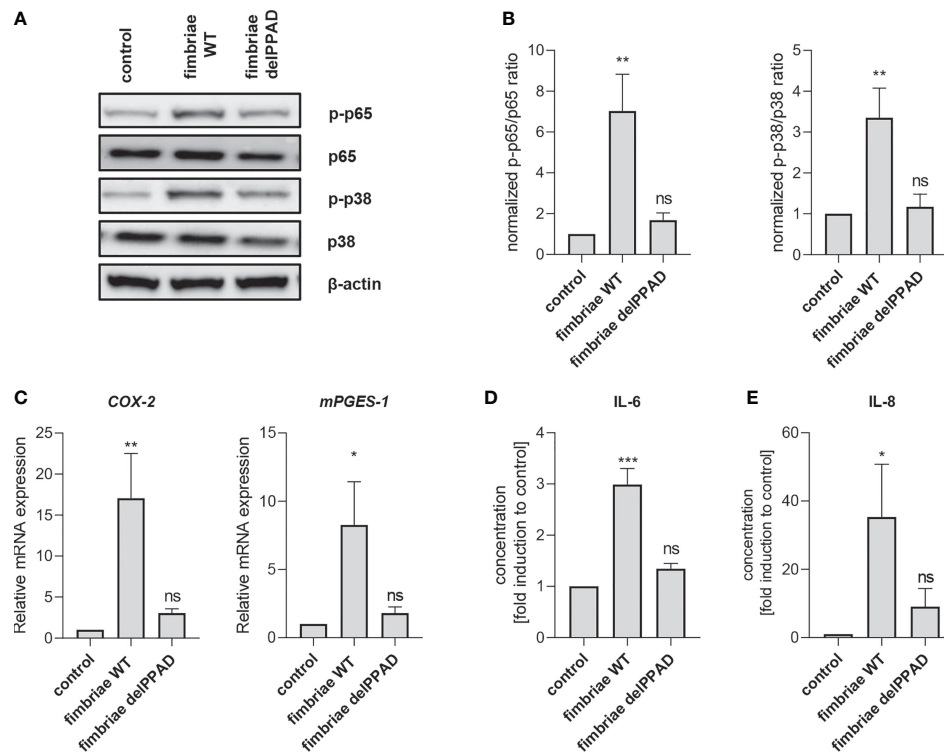 A
control
fimbriae
WT
fimbriae
delPPAD
p-p65
p65
p-p38
p38
β-actin
B
normalized p-p65/p65 ratio
10
8
6
4
2
0
**
ns
control
fimbriae WT
fimbriae delPPAD
normalized p-p38/p38 ratio
5
4
3
2
1
0
**
ns
control
fimbriae WT
fimbriae delPPAD
C
COX-2
Relative mRNA expression
25
20
15
10
5
0
**
ns
control
fimbriae WT
fimbriae delPPAD
mPGES-1
Relative mRNA expression
15
10
5
0
*
ns
control
fimbriae WT
fimbriae delPPAD
D
IL-6
concentration
[fold induction to control]
4
3
2
1
0
***
ns
control
fimbriae WT
fimbriae delPPAD
E
IL-8
concentration
[fold induction to control]
60
40
20
0
*
ns
control
fimbriae WT
fimbriae delPPAD